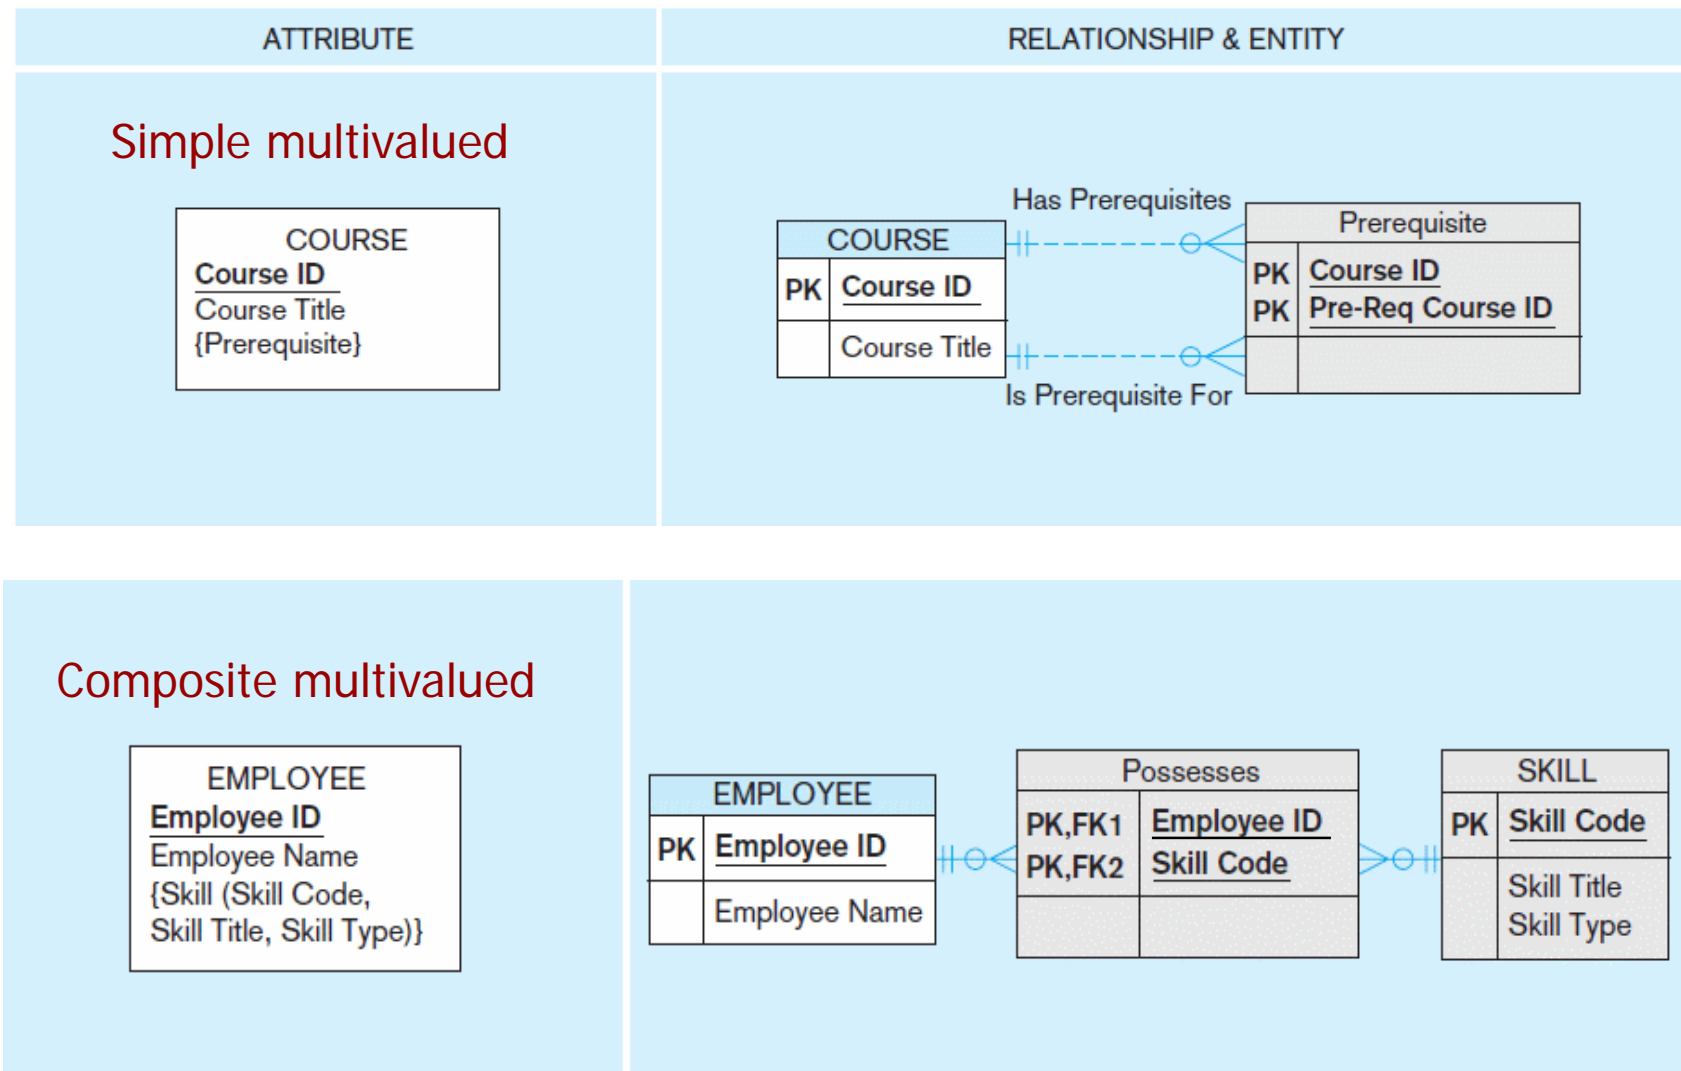 ATTRIBUTE
RELATIONSHIP & ENTITY
Simple multivalued
COURSE
Course ID
Course Title
{Prerequisite}
Has Prerequisites
COURSE
PK Course ID
Course Title
Is Prerequisite For
Prerequisite
PK Course ID
PK Pre-Req Course ID
Composite multivalued
EMPLOYEE
Employee ID
Employee Name
{Skill (Skill Code,
Skill Title, Skill Type)}
EMPLOYEE
PK Employee ID
Employee Name
Possesses
PK,FK1 Employee ID
PK,FK2 Skill Code
SKILL
PK Skill Code
Skill Title
Skill Type